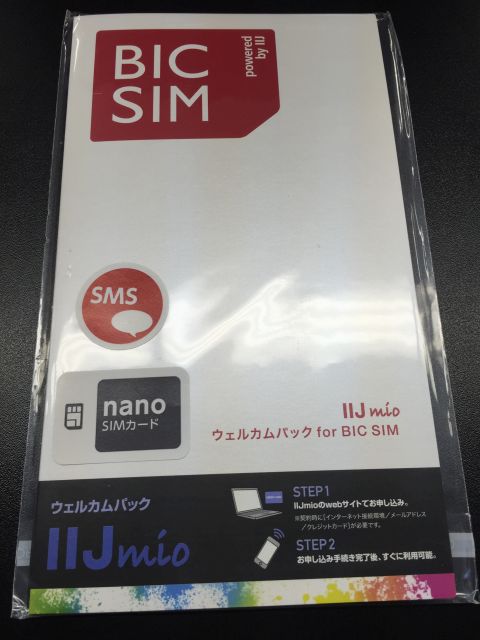 BIC
SIM
powered
by IIJ
SMS
nano
SIMカード
IIJmio
ウェルカムパック for BIC SIM
ウェルカムパック
IIJmio
STEP1
IIJmioのwebサイトでお申し込み。
※契約時に[インターネット接続環境
／メールアドレス
／クレジットカード]が必要です。
STEP2
お申し込み手続き完了後、すぐに利用可能。